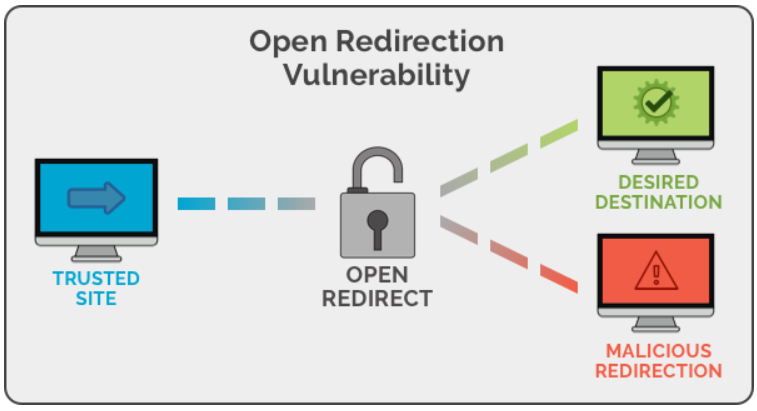 Open Redirection
Vulnerability
TRUSTED
SITE
OPEN
REDIRECT
DESIRED
DESTINATION
MALICIOUS
REDIRECTION